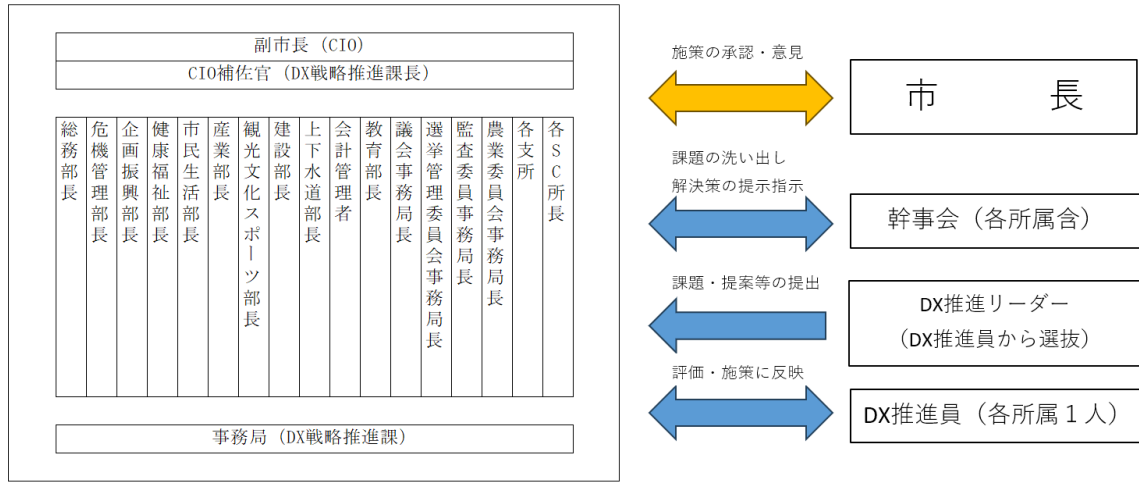 副市長（CIO）
CIO補佐官（DX戦略推進課長）
総務部長
危機管理部長
企画振興部長
健康福祉部長
市民生活部長
産業部長
観光文化スポーツ部長
建設部長
上下水道部長
会計管理者
教育部長
議会事務局長
選挙管理委員会事務局長
監査委員事務局長
農業委員会事務局長
各支所
各SC所長
事務局（DX戦略推進課）
施策の承認・意見
市　　　長
課題の洗い出し
解決策の提示指示
幹事会（各所属含）
課題・提案等の提出
DX推進リーダー
（DX推進員から選抜）
評価・施策に反映
DX推進員（各所属１人）